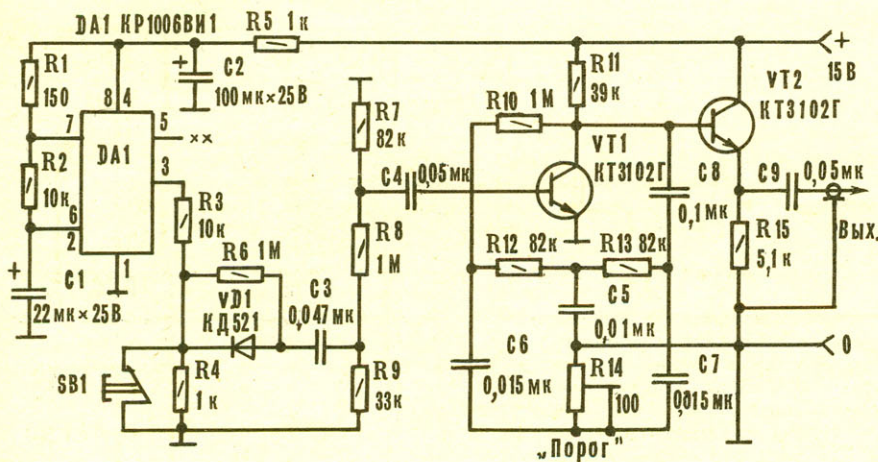 DA1 КР1006ВИ1
R5 1к
+
15В
R1
150
8
4
+
C2
100мк×25В
R11
39к
VT2
КТ3102Г
7
5
××
DA1
3
R7
82к
R10 1М
VT1
КТ3102Г
R2
10к
6
2
R3
10к
C4
0,05мк
C8
0,1мк
C9
0,05мк
Вых.
1
+
C1
22мк×25В
R6 1М
VD1
КД521
C3
0,047мк
R8
1М
R12 82к
R13 82к
R15
5,1к
C5
0,01мк
SB1
R4
1к
R9
33к
C6
0,015мк
R14
100
C7
0,015мк
0
„Порог"